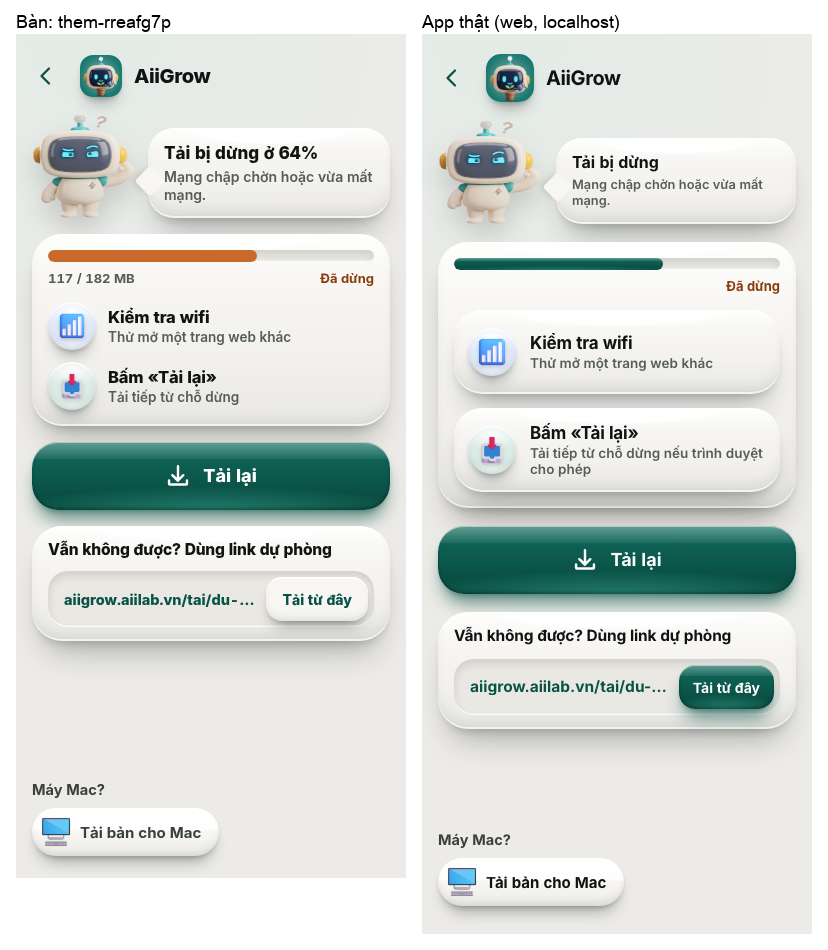 Bàn: them-rreafg7p
AiiGrow
?
Tải bị dừng ở 64%
Mạng chập chờn hoặc vừa mất
mạng.
117 / 182 MB
Đã dừng
Kiểm tra wifi
Thử mở một trang web khác
Bấm «Tải lại»
Tải tiếp từ chỗ dừng
Tải lại
Vẫn không được? Dùng link dự phòng
aiigrow.aiilab.vn/tai/du-...
Tải từ đây
Máy Mac?
Tải bản cho Mac
App thật (web, localhost)
AiiGrow
?
Tải bị dừng
Mạng chập chờn hoặc vừa mất
mạng.
Đã dừng
Kiểm tra wifi
Thử mở một trang web khác
Bấm «Tải lại»
Tải tiếp từ chỗ dừng nếu trình duyệt
cho phép
Tải lại
Vẫn không được? Dùng link dự phòng
aiigrow.aiilab.vn/tai/du-...
Tải từ đây
Máy Mac?
Tải bản cho Mac